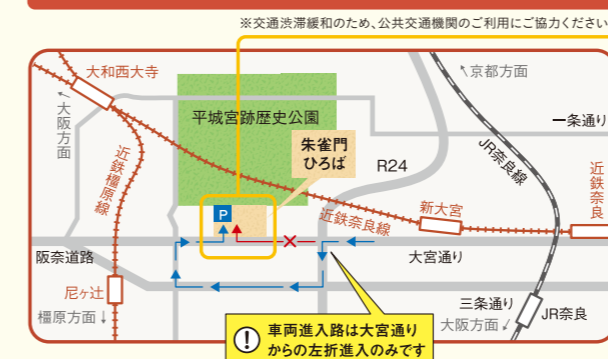 ※交通渋滞緩和のため、公共交通機関のご利用にご協力ください
大和西大寺
↖京都方面
←大阪方面
平城宮跡歴史公園
一条通り
朱雀門
ひろば
R24
JR奈良線
近鉄橿原線
近鉄奈良
P
近鉄奈良線
新大宮
阪奈道路
大宮通り
尼ヶ辻
三条通り
橿原方面↓
大阪方面↙
JR奈良
! 車両進入路は大宮通り
からの左折進入のみです